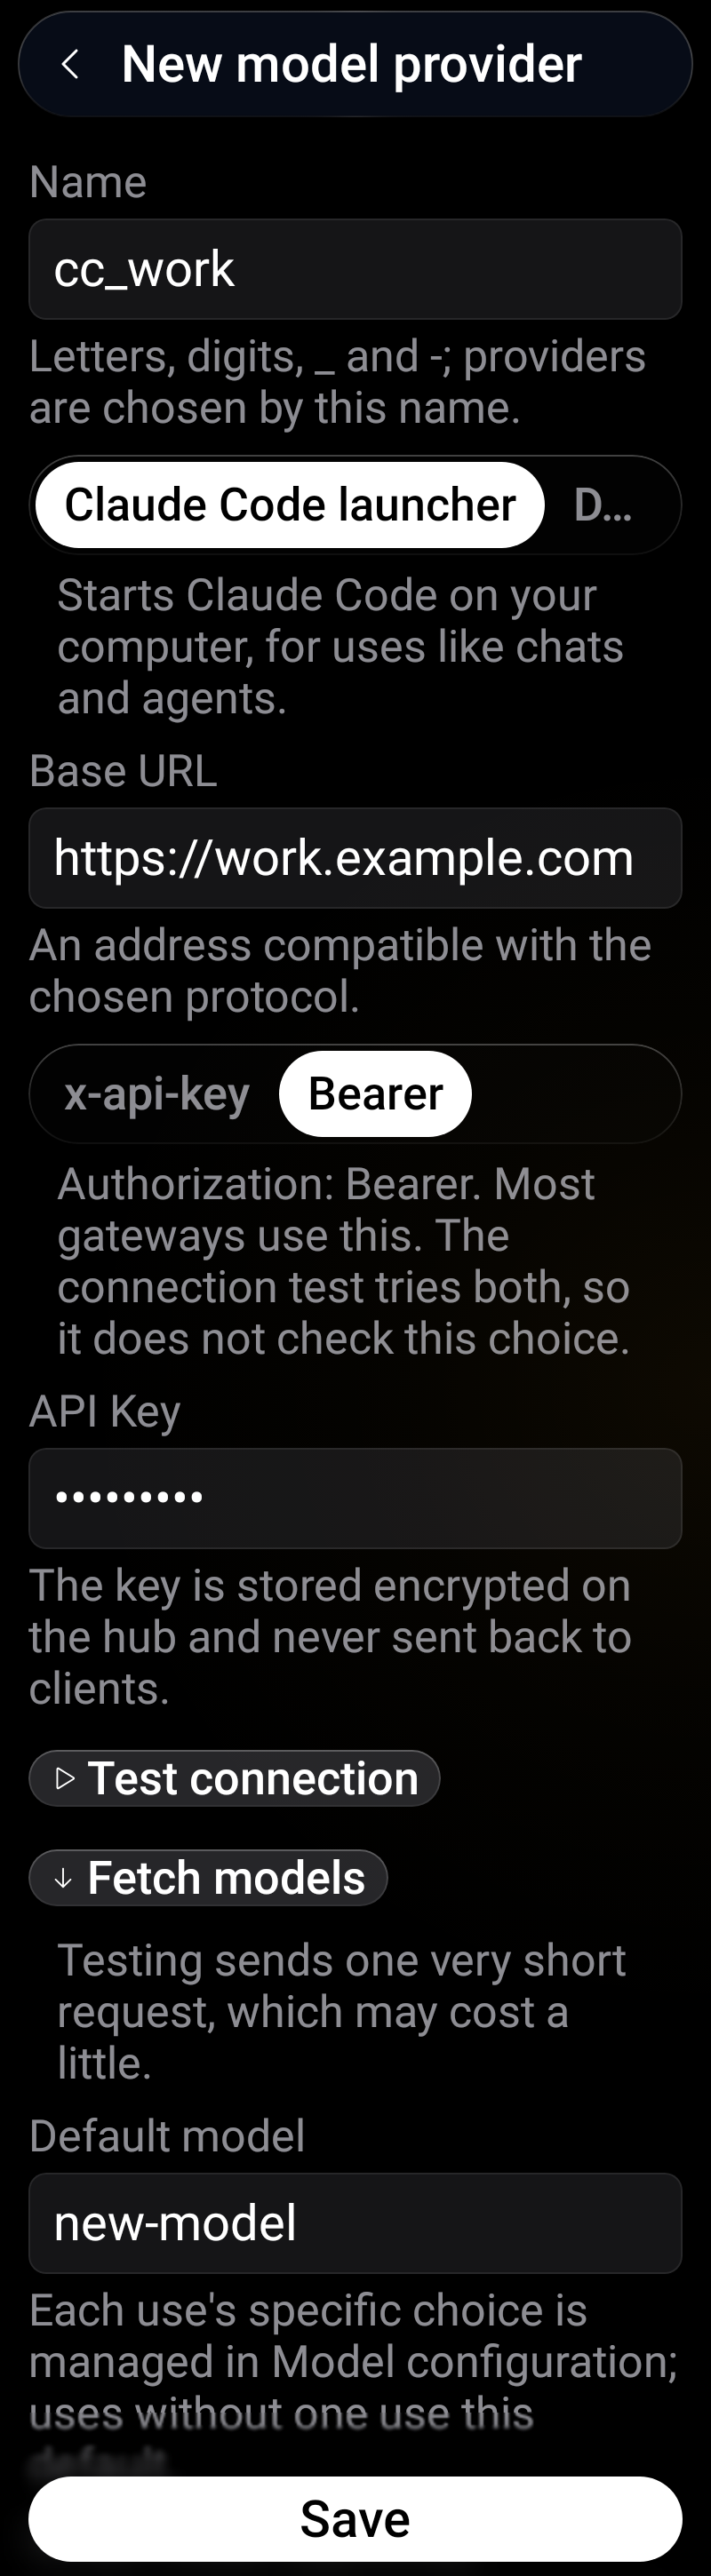 New model provider
Name
cc_work
Letters, digits, _ and -; providers
are chosen by this name.
Claude Code launcher D...
Starts Claude Code on your
computer, for uses like chats
and agents.
Base URL
https://work.example.com
An address compatible with the
chosen protocol.
x-api-key Bearer
Authorization: Bearer. Most
gateways use this. The
connection test tries both, so
it does not check this choice.
API Key
•••••••••
The key is stored encrypted on
the hub and never sent back to
clients.
Test connection
Fetch models
Testing sends one very short
request, which may cost a
little.
Default model
new-model
Each use's specific choice is
managed in Model configuration;
uses without one use this
default.
Save